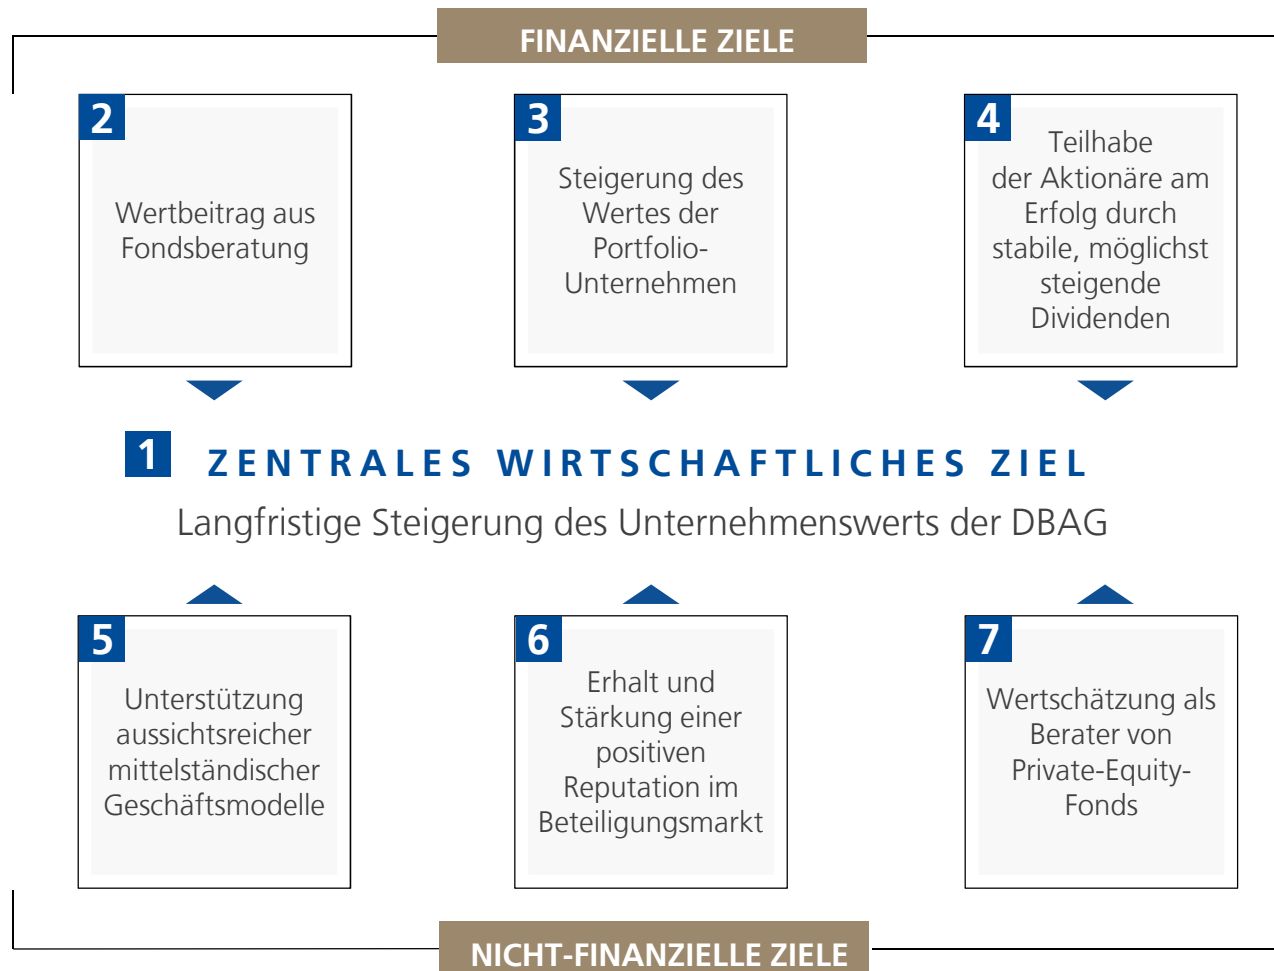 FINANZIELLE ZIELE
2
Wertbeitrag aus
Fondsberatung
3
Steigerung des
Wertes der
Portfolio-
Unternehmen
4
Teilhabe
der Aktionäre am
Erfolg durch
stabile, möglichst
steigende
Dividenden
1 ZENTRALES WIRTSCHAFTLICHES ZIEL
Langfristige Steigerung des Unternehmenswerts der DBAG
5
Unterstützung
aussichtsreicher
mittelständischer
Geschäftsmodelle
6
Erhalt und
Stärkung einer
positiven
Reputation im
Beteiligungsmarkt
7
Wertschätzung als
Berater von
Private-Equity-
Fonds
NICHT-FINANZIELLE ZIELE